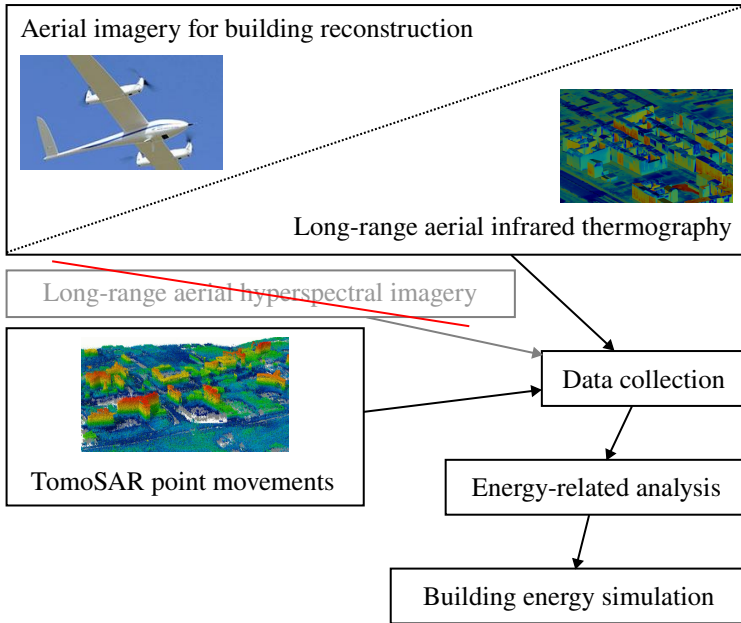 Aerial imagery for building reconstruction
Long-range aerial infrared thermography
Long-range aerial hyperspectral imagery
Data collection
TomoSAR point movements
Energy-related analysis
Building energy simulation